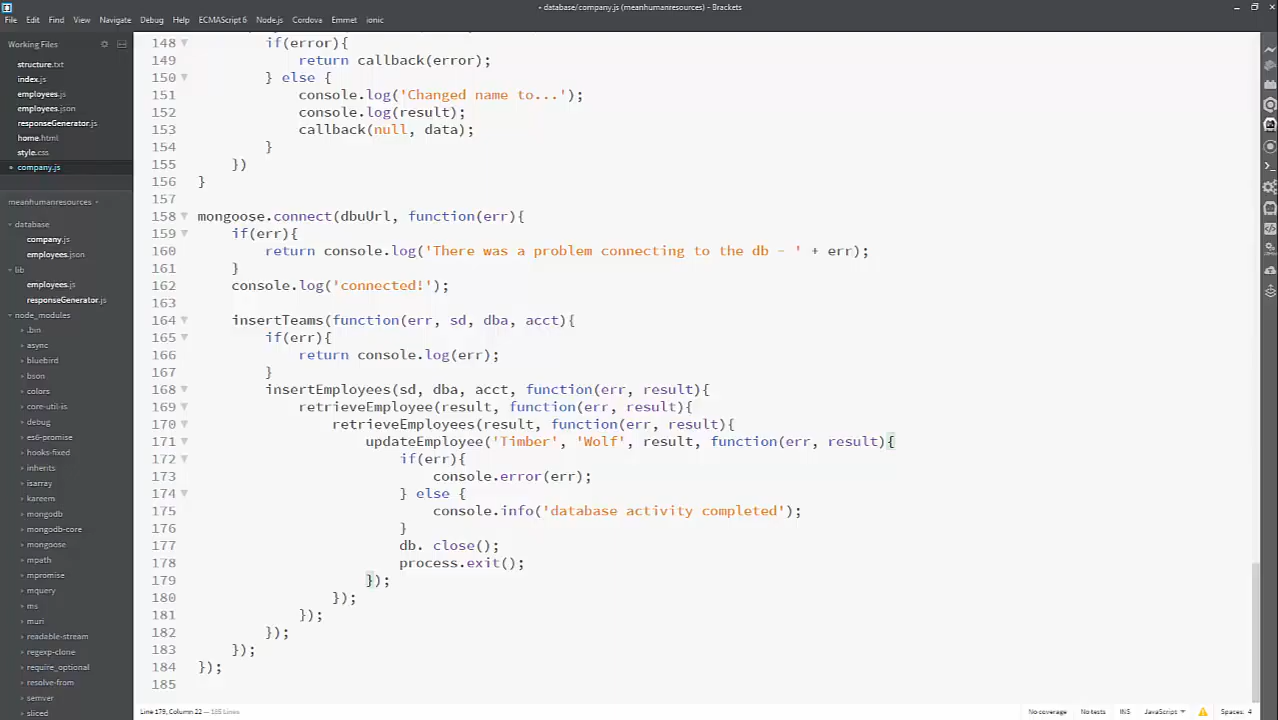 • database/company.js (meanhumanresources) - Brackets
File Edit Find View Navigate Debug Help ECMAScript 6 Node.js Cordova Emmet ionic
Working Files
structure.txt
index.js
employees.js
employees.json
responseGenerator.js
home.html
style.css
company.js
meanhumanresources
database
company.js
employees.json
lib
employees.js
responseGenerator.js
node_modules
.bin
async
bluebird
bson
colors
core-util-is
debug
es6-promise
hooks-fixed
inherits
isarray
kareem
mongodb
mongodb-core
mongoose
mpath
mpromise
mquery
ms
muri
readable-stream
regexp-clone
require_optional
resolve-from
semver
sliced
148 if(error){
149 return callback(error);
150 } else {
151 console.log('Changed name to...');
152 console.log(result);
153 callback(null, data);
154 }
155 })
156 }
157
158 mongoose.connect(dbuUrl, function(err){
159 if(err){
160 return console.log('There was a problem connecting to the db - ' + err);
161 }
162 console.log('connected!');
163
164 insertTeams(function(err, sd, dba, acct){
165 if(err){
166 return console.log(err);
167 }
168 insertEmployees(sd, dba, acct, function(err, result){
169 retrieveEmployee(result, function(err, result){
170 retrieveEmployees(result, function(err, result){
171 updateEmployee('Timber', 'Wolf', result, function(err, result){
172 if(err){
173 console.error(err);
174 } else {
175 console.info('database activity completed');
176 }
177 db. close();
178 process.exit();
179 });
180 });
181 });
182 });
183 });
184 });
185
Line 179, Column 22 — 185 Lines
No coverage No tests INS JavaScript Spaces: 4